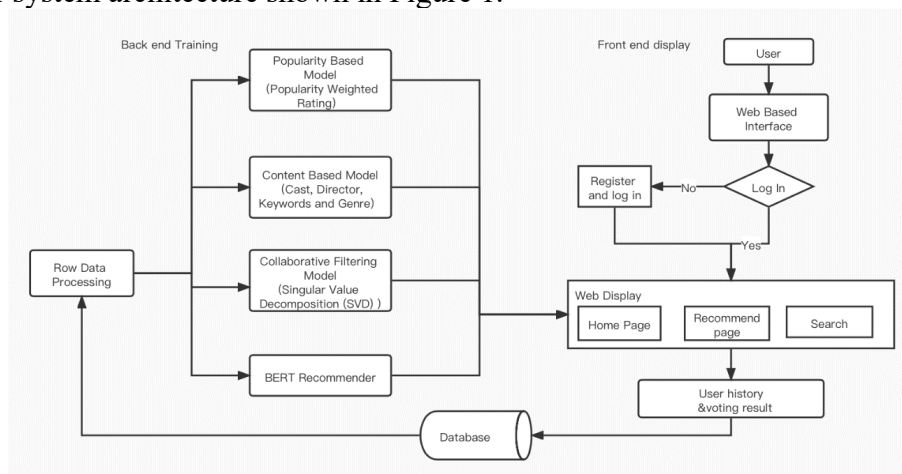 system architecture shown in Figure 1.
Back end Training
Popularity Based
Model
(Popularity Weighted
Rating)
Content Based Model
(Cast, Director,
Keywords and Genre)
Row Data
Processing
Collaborative Filtering
Model
(Singular Value
Decomposition (SVD) )
BERT Recommender
Front end display
User
Web Based
Interface
Log In
No
Register
and log in
Yes
Web Display
Home Page
Recommend
page
Search
User history
&voting result
Database